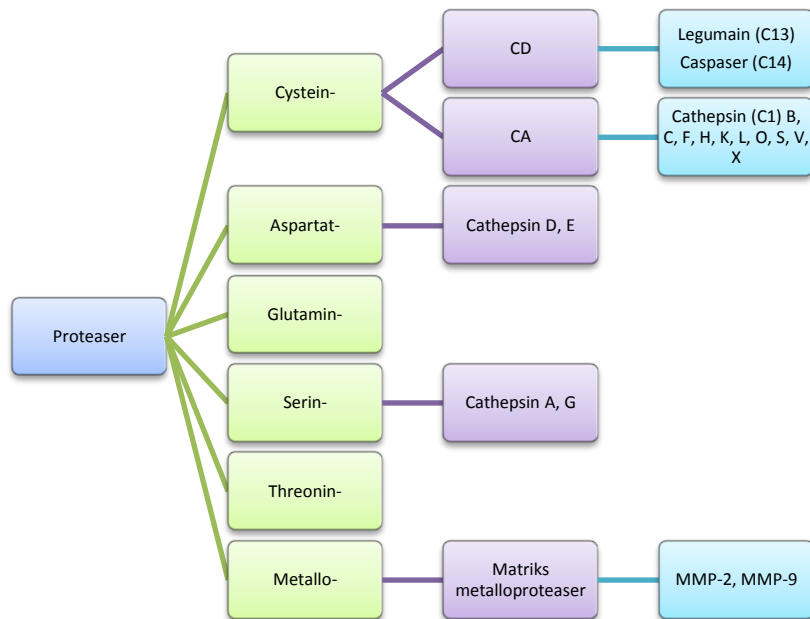 Proteaser
Cystein-
CD
Legumain (C13)
Caspaser (C14)
CA
Cathepsin (C1) B,
C, F, H, K, L, O, S, V,
X
Aspartat-
Cathepsin D, E
Glutamin-
Serin-
Cathepsin A, G
Threonin-
Metallo-
Matriks
metalloproteaser
MMP-2, MMP-9